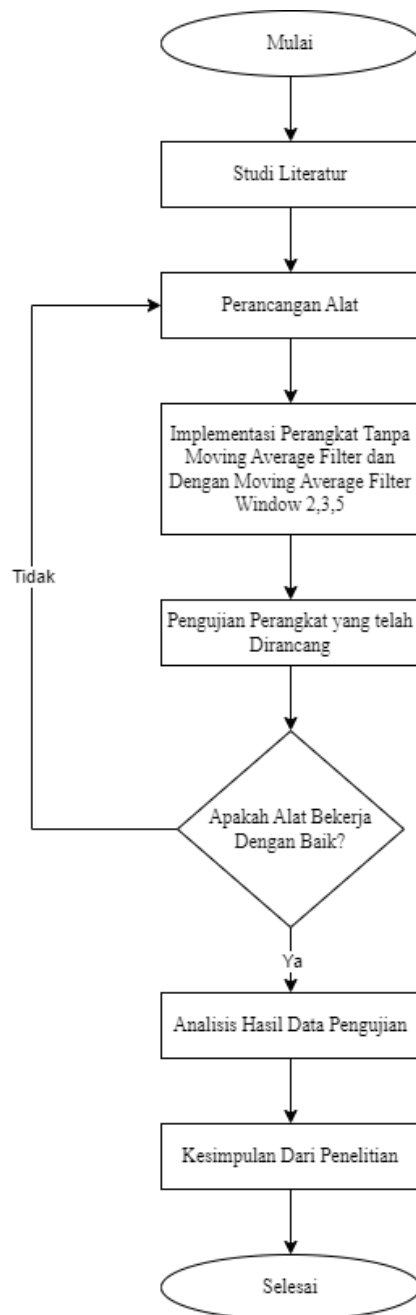 Mulai
Studi Literatur
Perancangan Alat
Implementasi Perangkat Tanpa
Moving Average Filter dan
Dengan Moving Average Filter
Window 2,3,5
Tidak
Pengujian Perangkat yang telah
Dirancang
Apakah Alat Bekerja
Dengan Baik?
Ya
Analisis Hasil Data Pengujian
Kesimpulan Dari Penelitian
Selesai